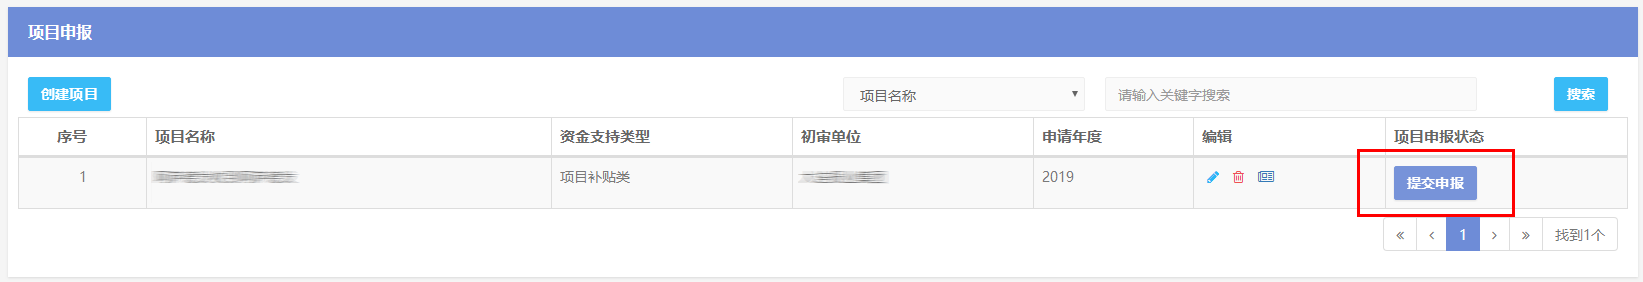 项目申报
创建项目 项目名称 请输入关键字搜索 搜索
序号 项目名称 资金支持类型 初审单位 申请年度 编辑 项目申报状态
1 项目补贴类 2019 提交申报
« ‹ 1 › » 找到1个